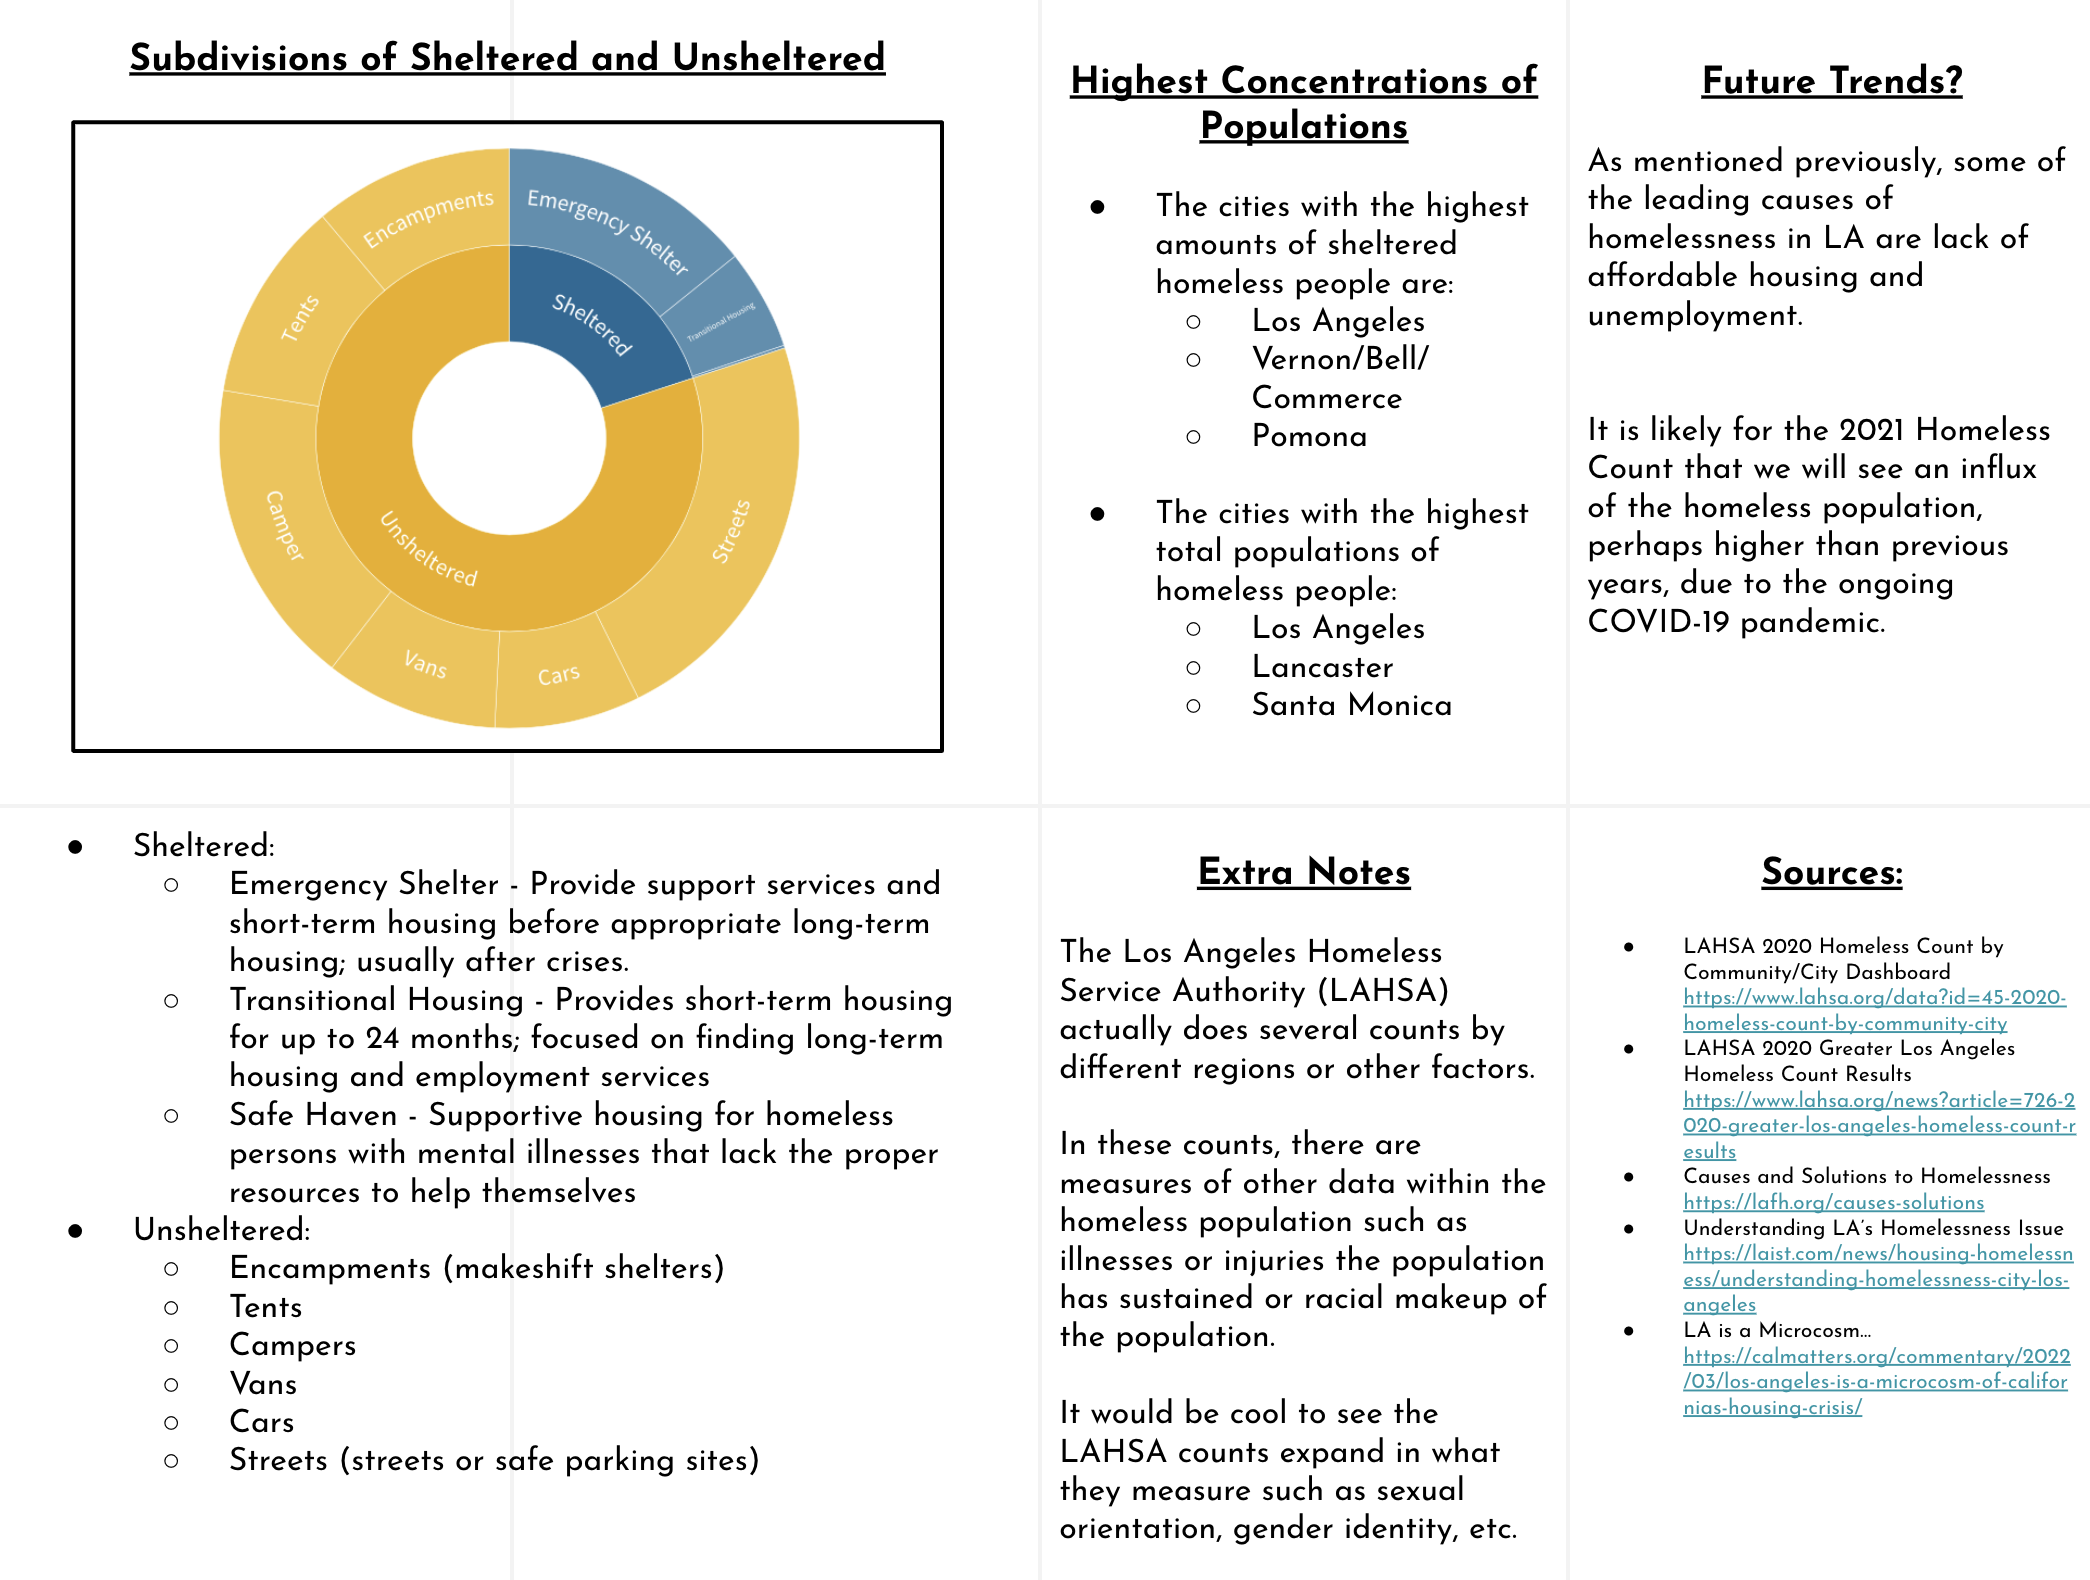 Subdivisions of Sheltered and Unsheltered
Encampments
Emergency Shelter
Tents
Sheltered
Transitional Housing
Camper
Unsheltered
Streets
Vans
Cars
● Sheltered:
○ Emergency Shelter - Provide support services and
short-term housing before appropriate long-term
housing; usually after crises.
○ Transitional Housing - Provides short-term housing
for up to 24 months; focused on finding long-term
housing and employment services
○ Safe Haven - Supportive housing for homeless
persons with mental illnesses that lack the proper
resources to help themselves
● Unsheltered:
○ Encampments (makeshift shelters)
○ Tents
○ Campers
○ Vans
○ Cars
○ Streets (streets or safe parking sites)
Highest Concentrations of
Populations
● The cities with the highest
amounts of sheltered
homeless people are:
○ Los Angeles
○ Vernon/Bell/
Commerce
○ Pomona
● The cities with the highest
total populations of
homeless people:
○ Los Angeles
○ Lancaster
○ Santa Monica
Extra Notes
The Los Angeles Homeless
Service Authority (LAHSA)
actually does several counts by
different regions or other factors.
In these counts, there are
measures of other data within the
homeless population such as
illnesses or injuries the population
has sustained or racial makeup of
the population.
It would be cool to see the
LAHSA counts expand in what
they measure such as sexual
orientation, gender identity, etc.
Future Trends?
As mentioned previously, some of
the leading causes of
homelessness in LA are lack of
affordable housing and
unemployment.
It is likely for the 2021 Homeless
Count that we will see an influx
of the homeless population,
perhaps higher than previous
years, due to the ongoing
COVID-19 pandemic.
Sources:
● LAHSA 2020 Homeless Count by
Community/City Dashboard
https://www.lahsa.org/data?id=45-2020-
homeless-count-by-community-city
● LAHSA 2020 Greater Los Angeles
Homeless Count Results
https://www.lahsa.org/news?article=726-2
020-greater-los-angeles-homeless-count-r
esults
● Causes and Solutions to Homelessness
https://lafh.org/causes-solutions
● Understanding LA's Homelessness Issue
https://laist.com/news/housing-homelessn
ess/understanding-homelessness-city-los-
angeles
● LA is a Microcosm...
https://calmatters.org/commentary/2022
/03/los-angeles-is-a-microcosm-of-califor
nias-housing-crisis/